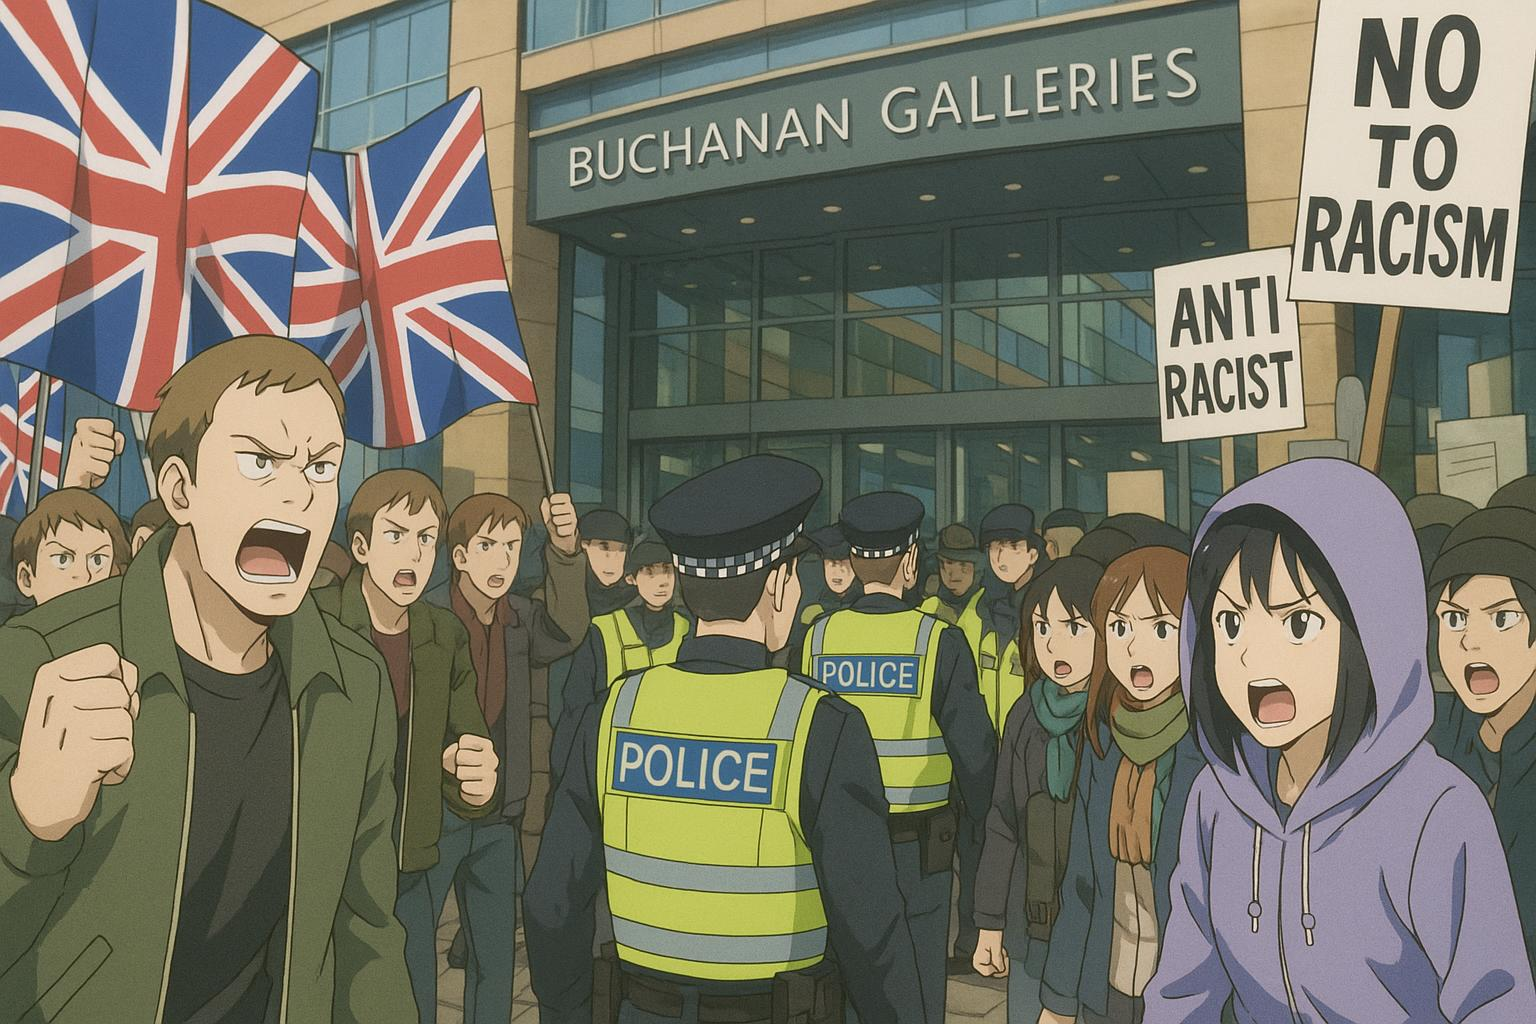 BUCHANAN GALLERIES
NO
TO
RACISM
ANTI
RACIST
POLICE
POLICE